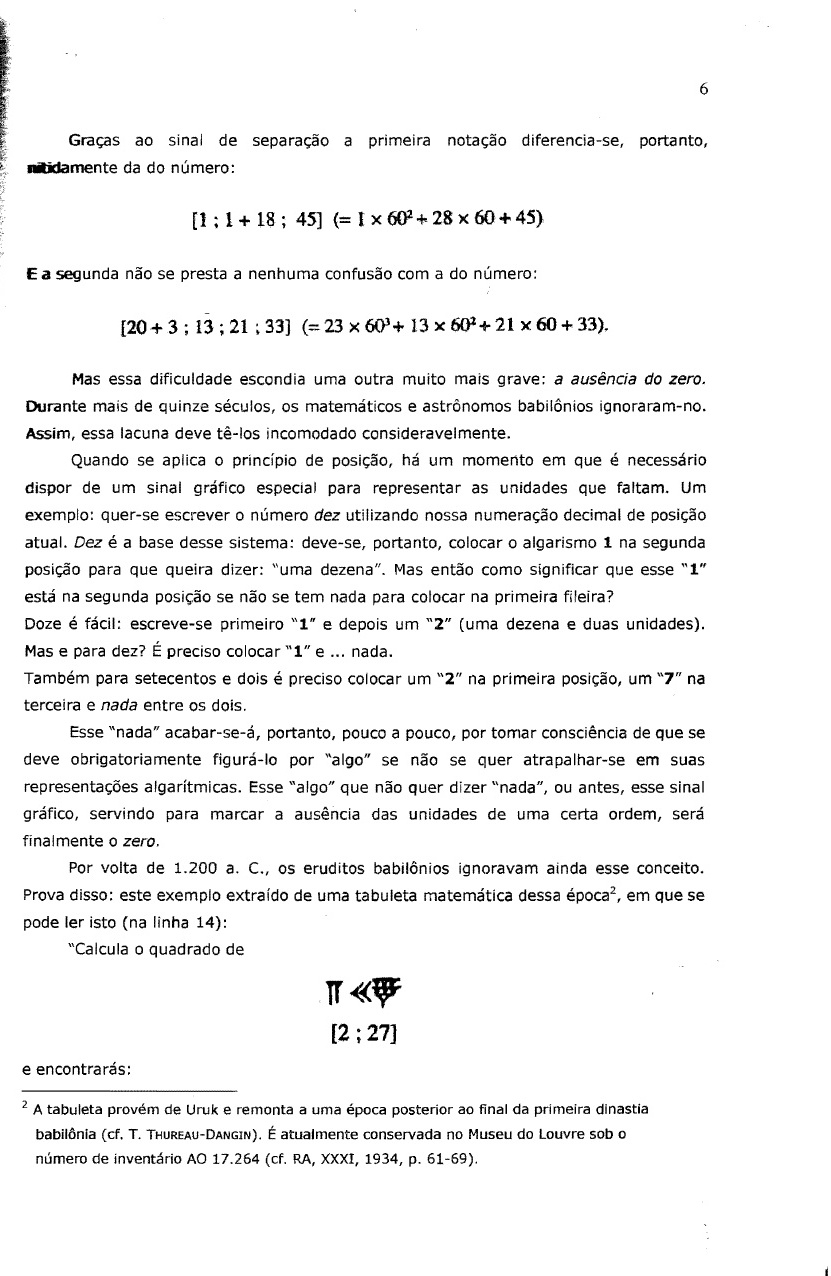 6
Graças ao sinal de separação a primeira notação diferencia-se, portanto,
nitidamente da do número:
[1 ; 1 + 18 ; 45] (= 1 x 60² + 28 x 60 + 45)
E a segunda não se presta a nenhuma confusão com a do número:
[20 + 3 ; 13 ; 21 ; 33] (= 23 x 60³ + 13 x 60² + 21 x 60 + 33).
Mas essa dificuldade escondia uma outra muito mais grave: a ausência do zero.
Durante mais de quinze séculos, os matemáticos e astrônomos babilônios ignoraram-no.
Assim, essa lacuna deve tê-los incomodado consideravelmente.
Quando se aplica o princípio de posição, há um momento em que é necessário
dispor de um sinal gráfico especial para representar as unidades que faltam. Um
exemplo: quer-se escrever o número dez utilizando nossa numeração decimal de posição
atual. Dez é a base desse sistema: deve-se, portanto, colocar o algarismo 1 na segunda
posição para que queira dizer: "uma dezena". Mas então como significar que esse "1"
está na segunda posição se não se tem nada para colocar na primeira fileira?
Doze é fácil: escreve-se primeiro "1" e depois um "2" (uma dezena e duas unidades).
Mas e para dez? É preciso colocar "1" e ... nada.
Também para setecentos e dois é preciso colocar um "2" na primeira posição, um "7" na
terceira e nada entre os dois.
Esse "nada" acabar-se-á, portanto, pouco a pouco, por tomar consciência de que se
deve obrigatoriamente figurá-lo por "algo" se não se quer atrapalhar-se em suas
representações algarítmicas. Esse "algo" que não quer dizer "nada", ou antes, esse sinal
gráfico, servindo para marcar a ausência das unidades de uma certa ordem, será
finalmente o zero.
Por volta de 1.200 a. C., os eruditos babilônios ignoravam ainda esse conceito.
Prova disso: este exemplo extraído de uma tabuleta matemática dessa época², em que se
pode ler isto (na linha 14):
"Calcula o quadrado de
[2 ; 27]
e encontrarás:
² A tabuleta provém de Uruk e remonta a uma época posterior ao final da primeira dinastia
babilônia (cf. T. THUREAU-DANGIN). É atualmente conservada no Museu do Louvre sob o
número de inventário AO 17.264 (cf. RA, XXXI, 1934, p. 61-69).